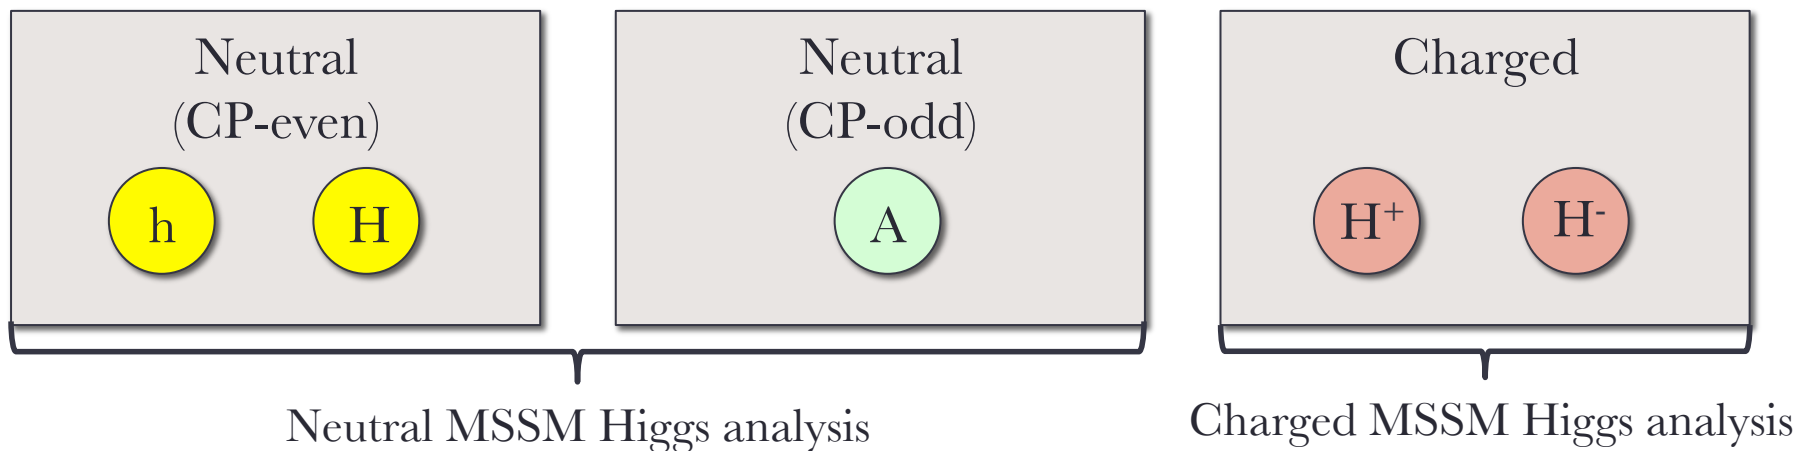 Neutral
(CP-even)
h
H
Neutral
(CP-odd)
A
Charged
H⁺
H⁻
Neutral MSSM Higgs analysis
Charged MSSM Higgs analysis